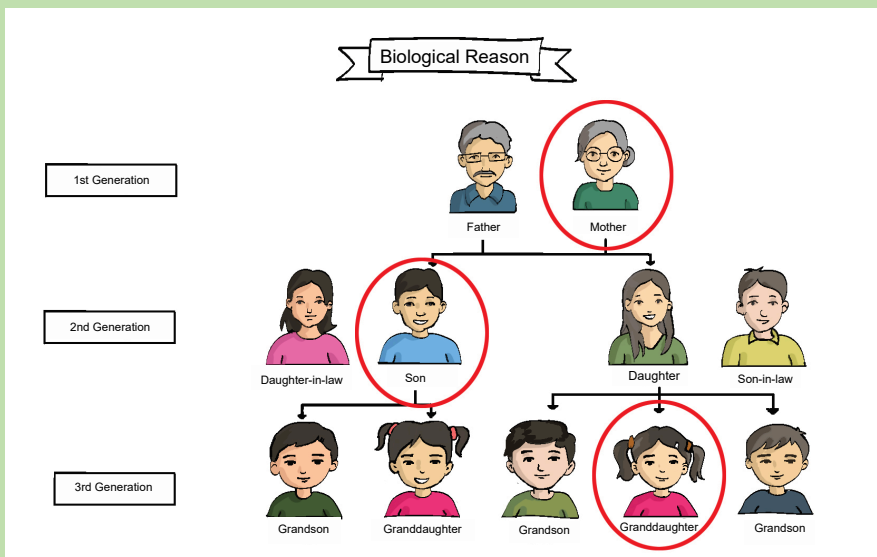 Biological Reason
1st Generation
Father
Mother
2nd Generation
Daughter-in-law
Son
Daughter
Son-in-law
3rd Generation
Grandson
Granddaughter
Grandson
Granddaughter
Grandson